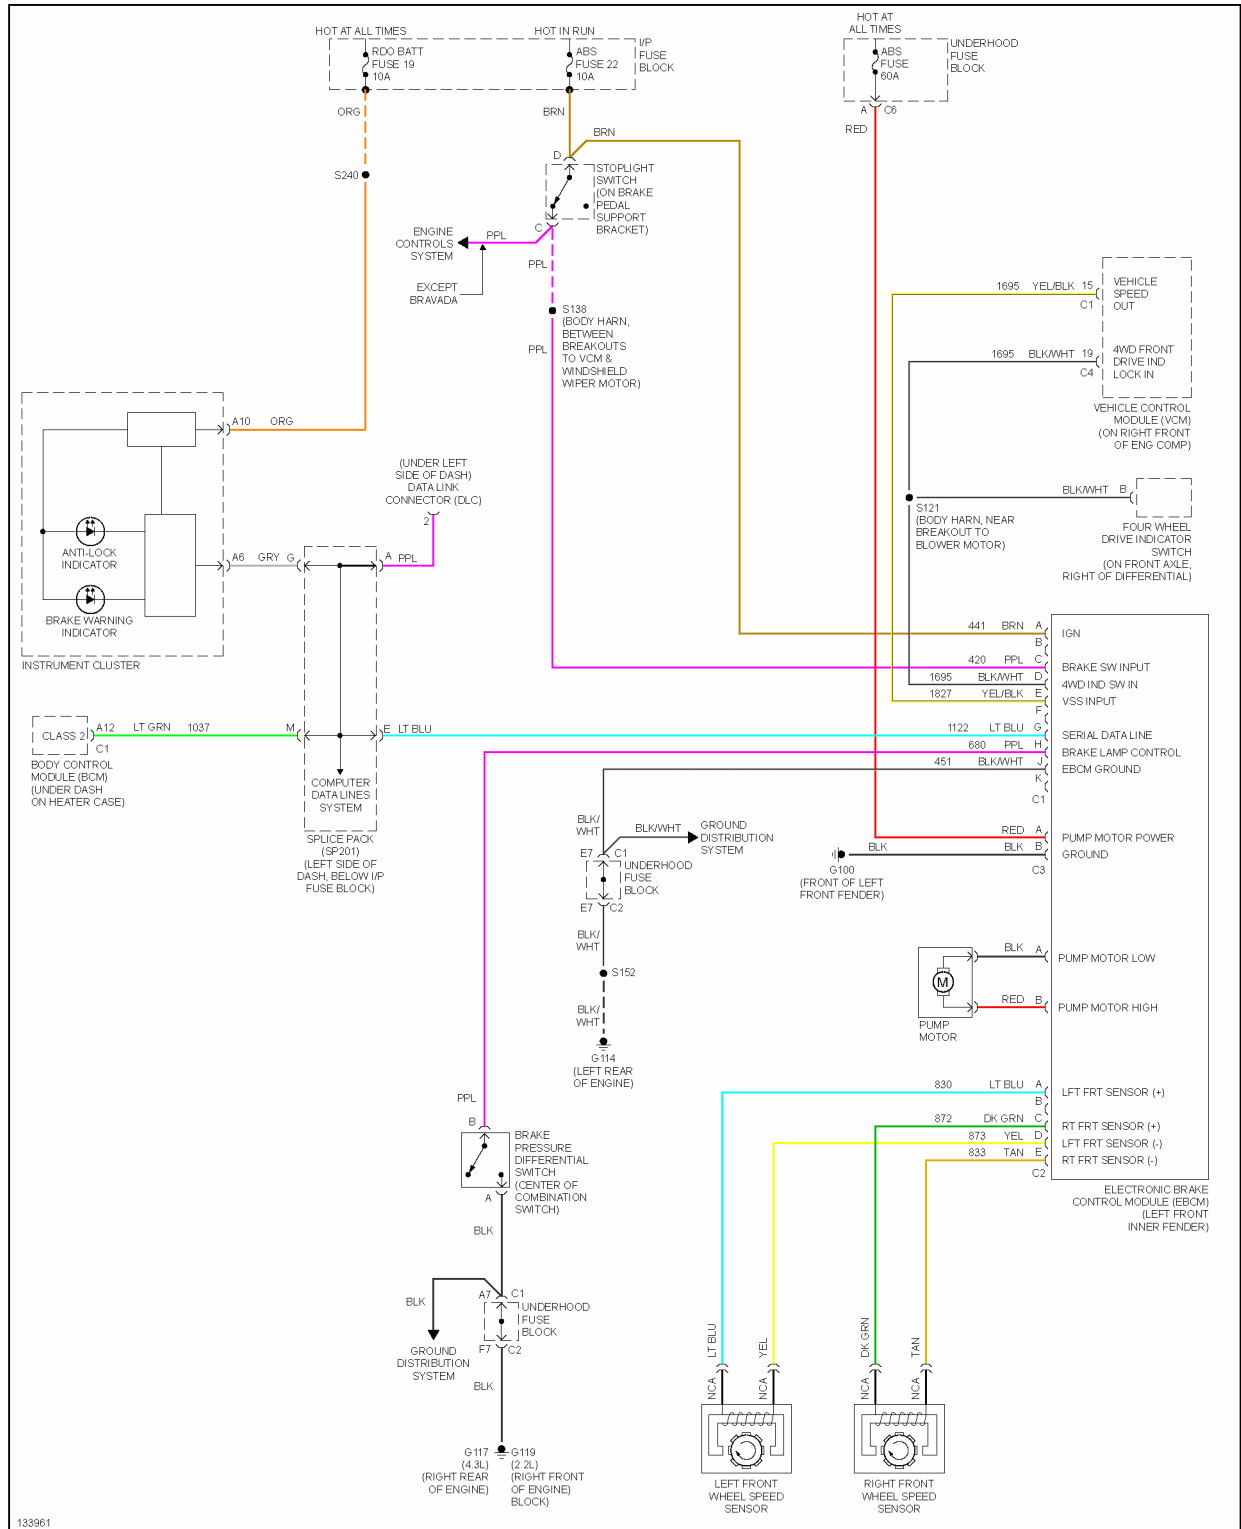 HOT AT ALL TIMES
HOT IN RUN
HOT AT
ALL TIMES
RDO BATT
FUSE 19
10A
ABS
FUSE 22
10A
I/P
FUSE
BLOCK
ABS
FUSE
60A
UNDERHOOD
FUSE
BLOCK
ORG
BRN
A
C6
RED
BRN
D
S240
STOPLIGHT
SWITCH
(ON BRAKE
PEDAL
SUPPORT
BRACKET)
C
ENGINE
CONTROLS
SYSTEM
PPL
PPL
EXCEPT
BRAVADA
S138
(BODY HARN,
BETWEEN
BREAKOUTS
TO VCM &
WINDSHIELD
WIPER MOTOR)
PPL
1695 YEL/BLK 15
C1
VEHICLE
SPEED
OUT
1695 BLK/WHT 19
C4
4WD FRONT
DRIVE IND
LOCK IN
VEHICLE CONTROL
MODULE (VCM)
(ON RIGHT FRONT
OF ENG COMP)
A10 ORG
(UNDER LEFT
SIDE OF DASH)
DATA LINK
CONNECTOR (DLC)
2
BLK/WHT B
S121
(BODY HARN, NEAR
BREAKOUT TO
BLOWER MOTOR)
FOUR WHEEL
DRIVE INDICATOR
SWITCH
(ON FRONT AXLE,
RIGHT OF DIFFERENTIAL)
ANTI-LOCK
INDICATOR
A6 GRY G
A PPL
BRAKE WARNING
INDICATOR
INSTRUMENT CLUSTER
441 BRN A
IGN
B
420 PPL C
BRAKE SW INPUT
1695 BLK/WHT D
4WD IND SW IN
1827 YEL/BLK E
VSS INPUT
F
1122 LT BLU G
SERIAL DATA LINE
680 PPL H
BRAKE LAMP CONTROL
451 BLK/WHT J
EBCM GROUND
K
C1
CLASS 2
A12 LT GRN 1037 M
C1
E LT BLU
BODY CONTROL
MODULE (BCM)
(UNDER DASH
ON HEATER CASE)
COMPUTER
DATA LINES
SYSTEM
SPLICE PACK
(SP201)
(LEFT SIDE OF
DASH, BELOW I/P
FUSE BLOCK)
BLK/
WHT
BLK/WHT
GROUND
DISTRIBUTION
SYSTEM
E7
C1
UNDERHOOD
FUSE
BLOCK
E7
C2
BLK/
WHT
S152
BLK/
WHT
G114
(LEFT REAR
OF ENGINE)
RED A
PUMP MOTOR POWER
BLK
BLK B
GROUND
C3
G100
(FRONT OF LEFT
FRONT FENDER)
BLK A
PUMP MOTOR LOW
M
RED B
PUMP MOTOR HIGH
PUMP
MOTOR
830 LT BLU A
LFT FRT SENSOR (+)
B
872 DK GRN C
RT FRT SENSOR (+)
873 YEL D
LFT FRT SENSOR (-)
833 TAN E
RT FRT SENSOR (-)
C2
ELECTRONIC BRAKE
CONTROL MODULE (EBCM)
(LEFT FRONT
INNER FENDER)
PPL
B
BRAKE
PRESSURE
DIFFERENTIAL
SWITCH
(CENTER OF
COMBINATION
SWITCH)
A
BLK
BLK
A7
C1
UNDERHOOD
FUSE
BLOCK
F7
C2
GROUND
DISTRIBUTION
SYSTEM
BLK
G117
(4.3L)
(RIGHT REAR
OF ENGINE)
G119
(2.2L)
(RIGHT FRONT
OF ENGINE)
BLOCK)
LT BLU
YEL
DK GRN
TAN
NCA
NCA
NCA
NCA
LEFT FRONT
WHEEL SPEED
SENSOR
RIGHT FRONT
WHEEL SPEED
SENSOR
133961